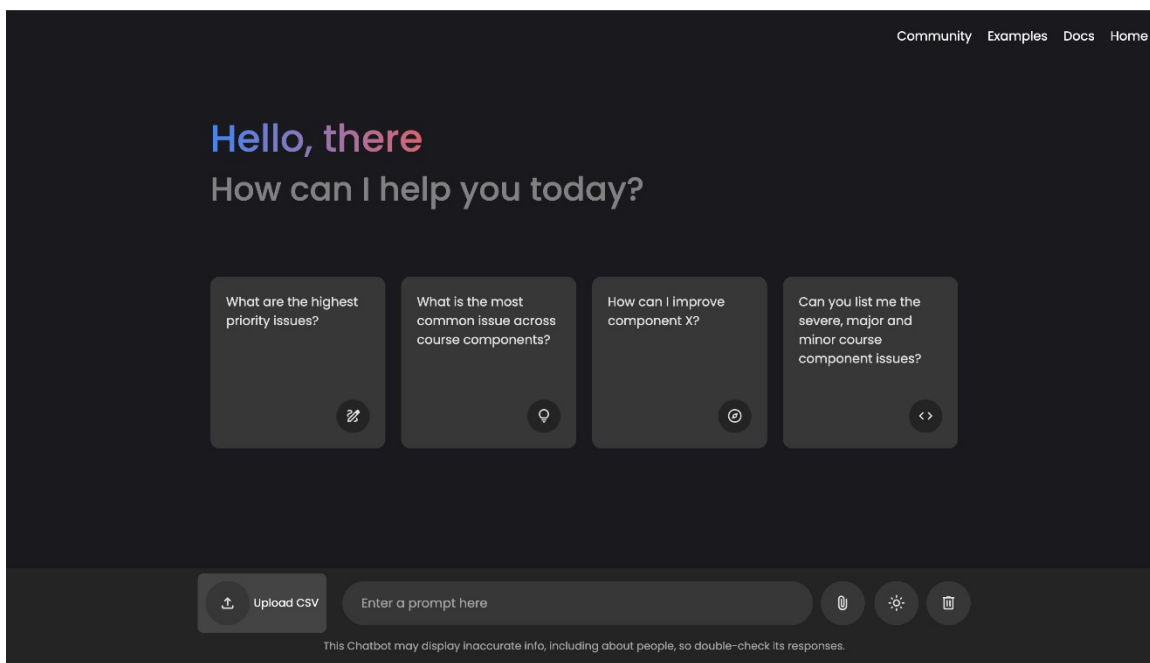 Community Examples Docs Home
Hello, there
How can I help you today?
What are the highest
priority issues?
What is the most
common issue across
course components?
How can I improve
component X?
Can you list me the
severe, major and
minor course
component issues?
Upload CSV
Enter a prompt here
This Chatbot may display inaccurate info, including about people, so double-check its responses.